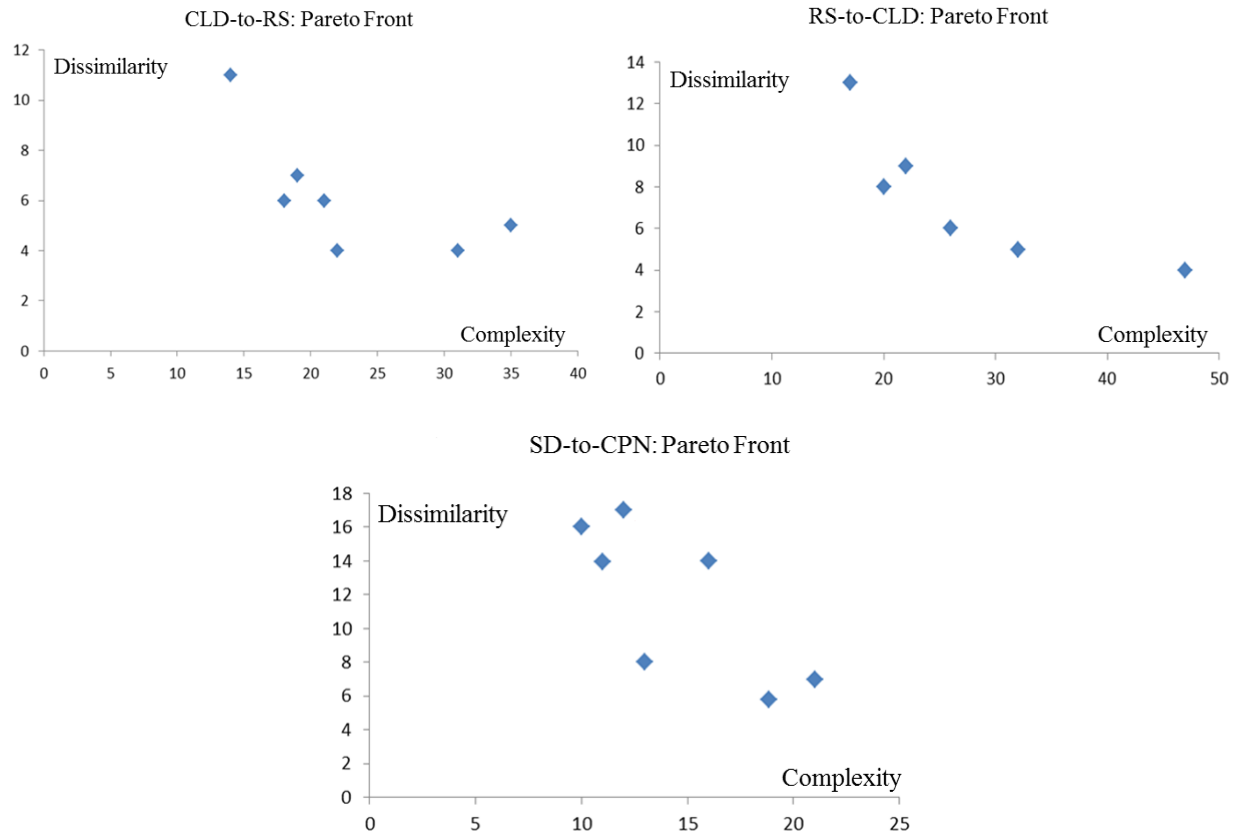 CLD-to-RS: Pareto Front
12
10
8
6
4
2
0
Dissimilarity
Complexity
0 5 10 15 20 25 30 35 40
RS-to-CLD: Pareto Front
14
12
10
8
6
4
2
0
Dissimilarity
Complexity
0 10 20 30 40 50
SD-to-CPN: Pareto Front
18
16
14
12
10
8
6
4
2
0
Dissimilarity
Complexity
0 5 10 15 20 25